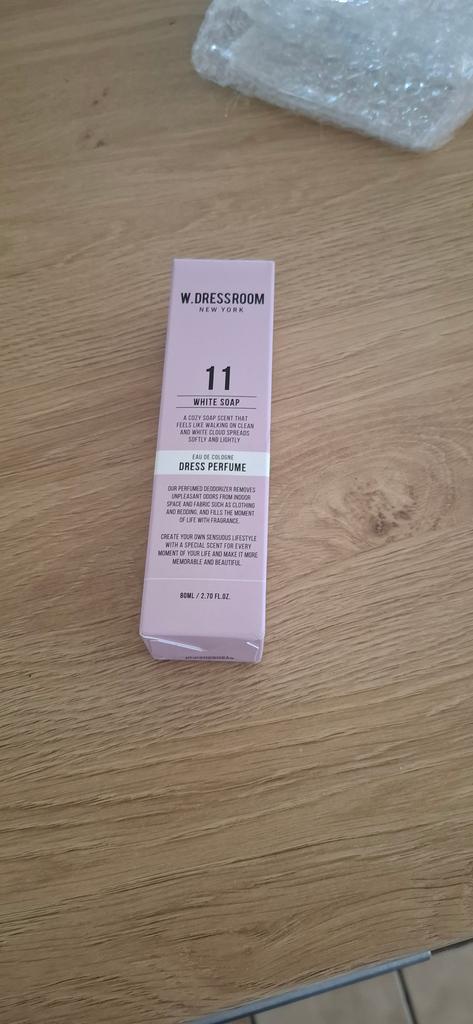 W.DRESSROOM
NEW YORK
11
WHITE SOAP
A COZY SOAP SCENT THAT
FEELS LIKE WALKING ON CLEAN
AND WHITE CLOUD SPREADS
SOFTLY AND LIGHTLY
EAU DE COLOGNE
DRESS PERFUME
OUR PERFUMED DEODORIZER REMOVES
UNPLEASANT ODORS FROM INDOOR
SPACE AND FABRIC SUCH AS CLOTHING
AND BEDDING, AND FILLS THE MOMENT
OF LIFE WITH FRAGRANCE.
CREATE YOUR OWN SENSUOUS LIFESTYLE
WITH A SPECIAL SCENT FOR EVERY
MOMENT OF YOUR LIFE AND MAKE IT MORE
MEMORABLE AND BEAUTIFUL.
80ML / 2.70 FL.OZ.